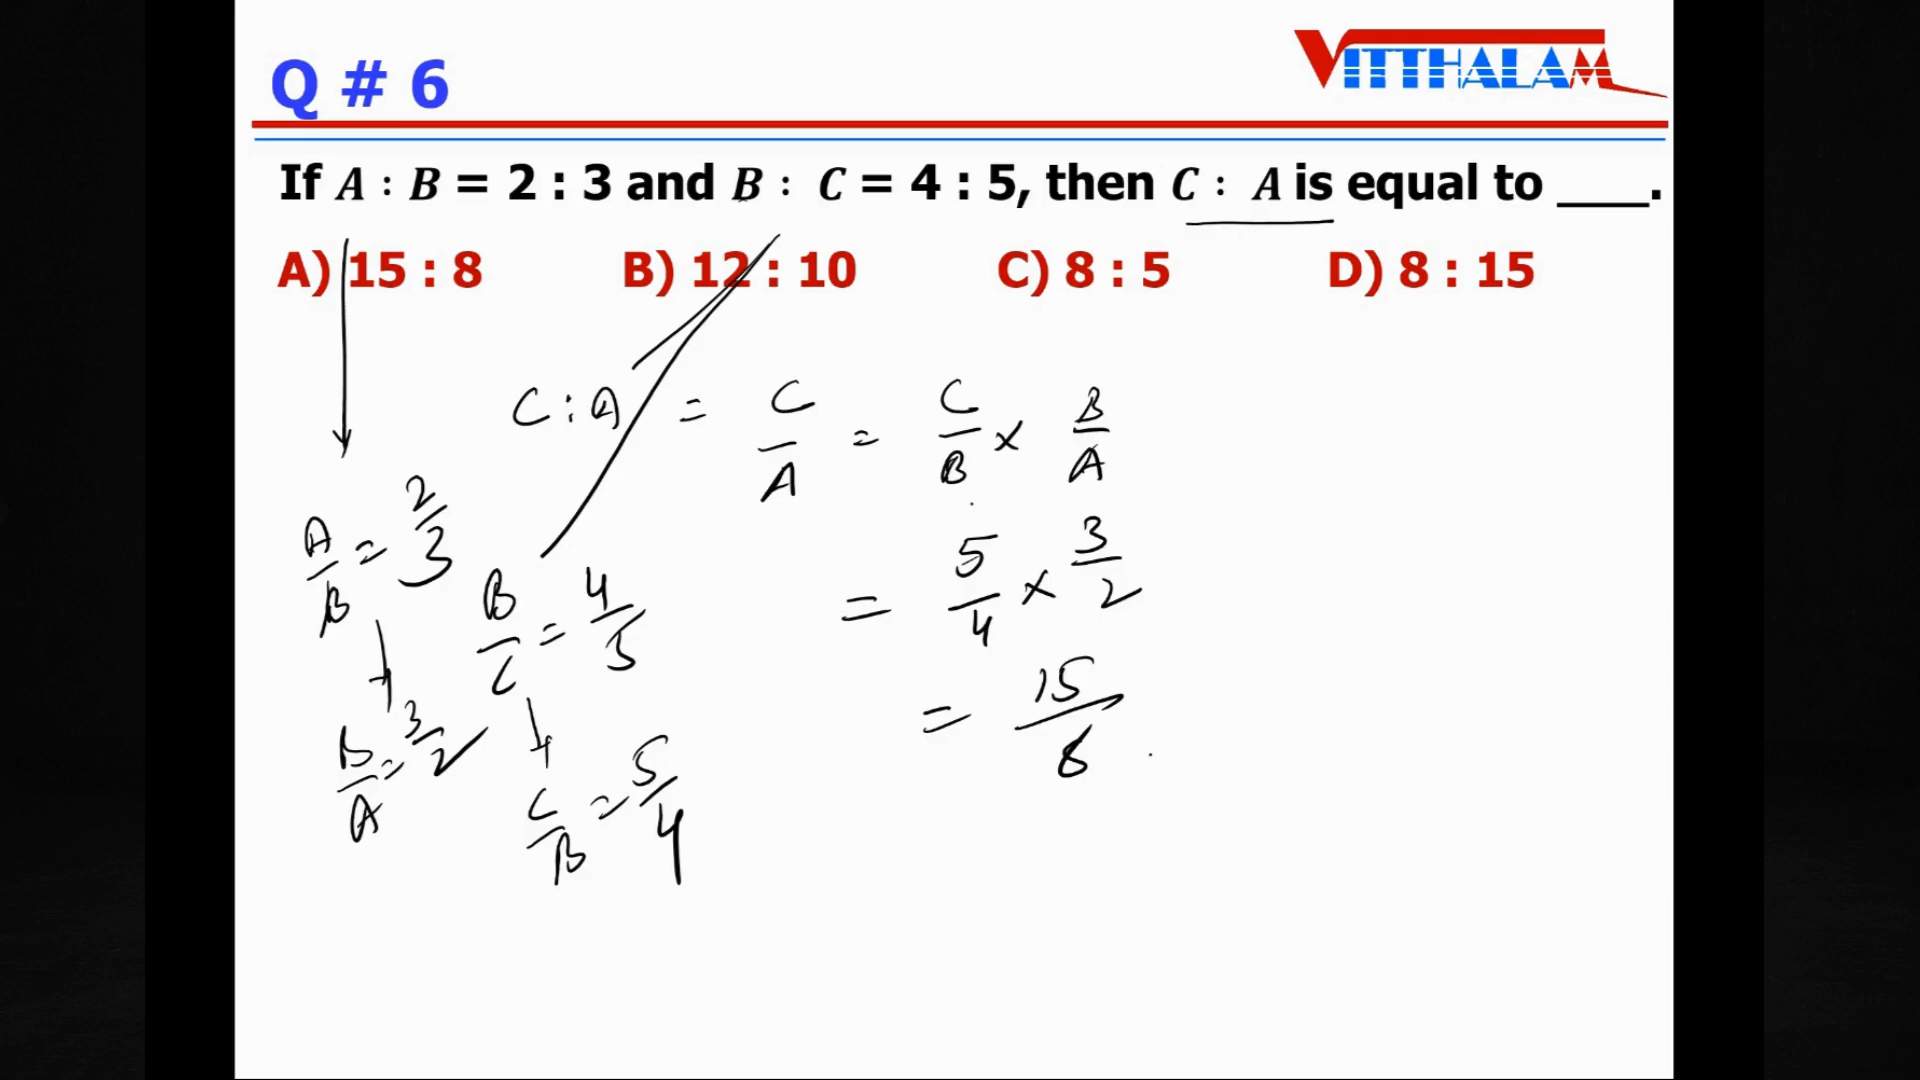 Q # 6
VITTHALAM
If A : B = 2 : 3 and B : C = 4 : 5, then C : A is equal to ____.
A) 15 : 8 B) 12 : 10 C) 8 : 5 D) 8 : 15
C : A = C/A = C/B × B/A
A/B = 2/3
B/C = 4/5
= 5/4 × 3/2
= 15/8
B/A = 3/2
C/B = 5/4